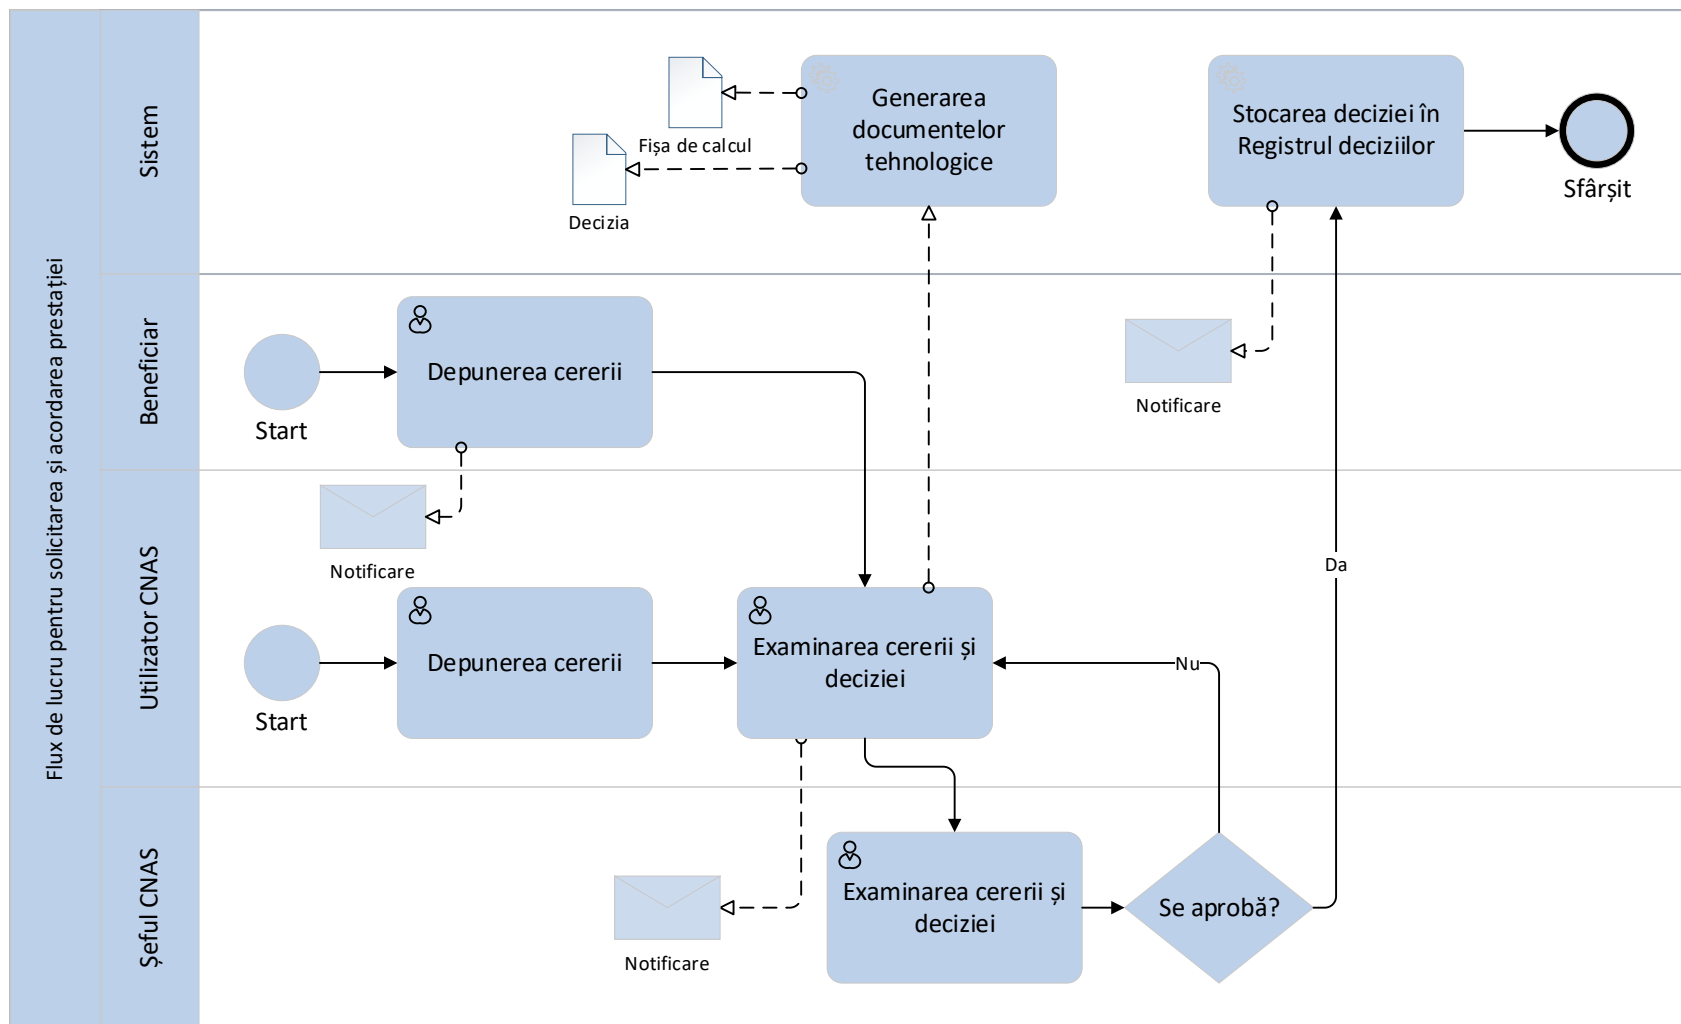 Flux de lucru pentru solicitarea și acordarea prestației
Sistem
Fișa de calcul
Decizia
Generarea
documentelor
tehnologice
Stocarea deciziei în
Registrul deciziilor
Sfârșit
Beneficiar
Start
Depunerea cererii
Notificare
Notificare
Utilizator CNAS
Start
Depunerea cererii
Examinarea cererii și
deciziei
Nu
Da
Șeful CNAS
Notificare
Examinarea cererii și
deciziei
Se aprobă?